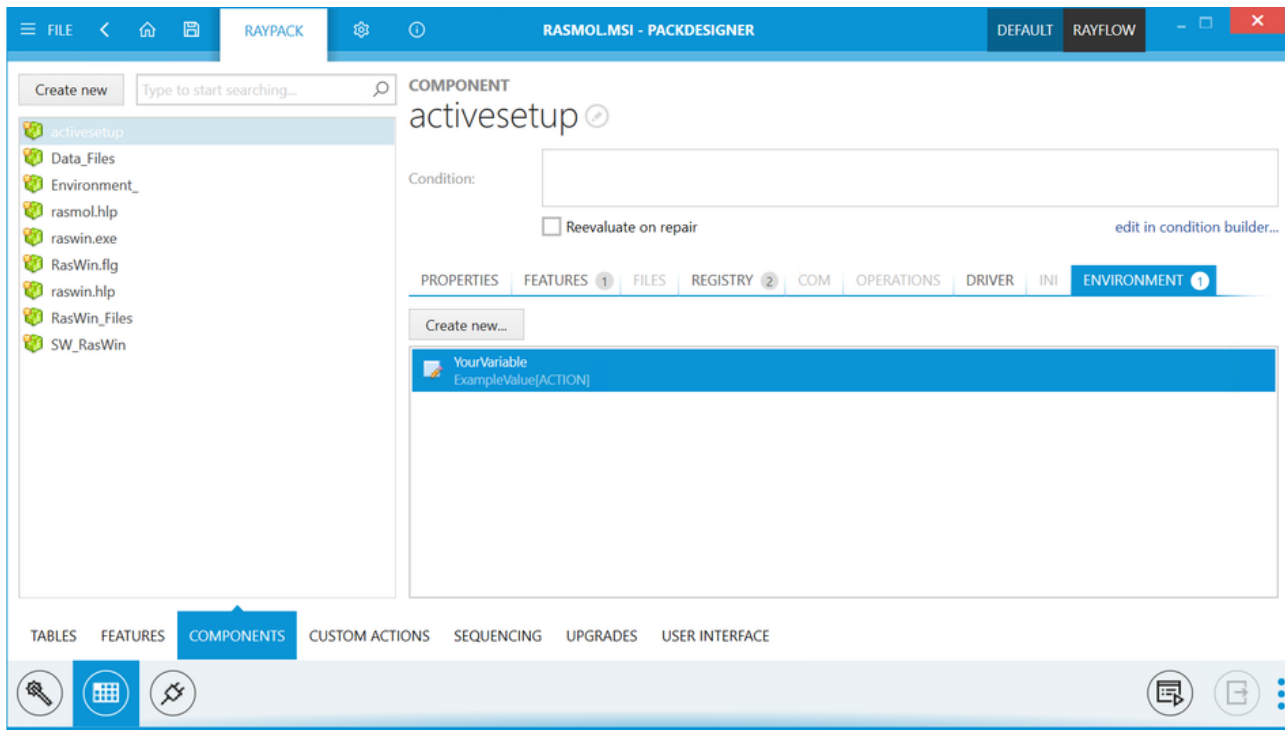 FILE RAYPACK RASMOL.MSI - PACKDESIGNER DEFAULT RAYFLOW
Create new Type to start searching...
activesetup
Data_Files
Environment_
rasmol.hlp
raswin.exe
RasWin.flg
raswin.hlp
RasWin_Files
SW_RasWin
COMPONENT
activesetup
Condition:
Reevaluate on repair edit in condition builder...
PROPERTIES FEATURES 1 FILES REGISTRY 2 COM OPERATIONS DRIVER INI ENVIRONMENT 1
Create new...
YourVariable
ExampleValue[ACTION]
TABLES FEATURES COMPONENTS CUSTOM ACTIONS SEQUENCING UPGRADES USER INTERFACE